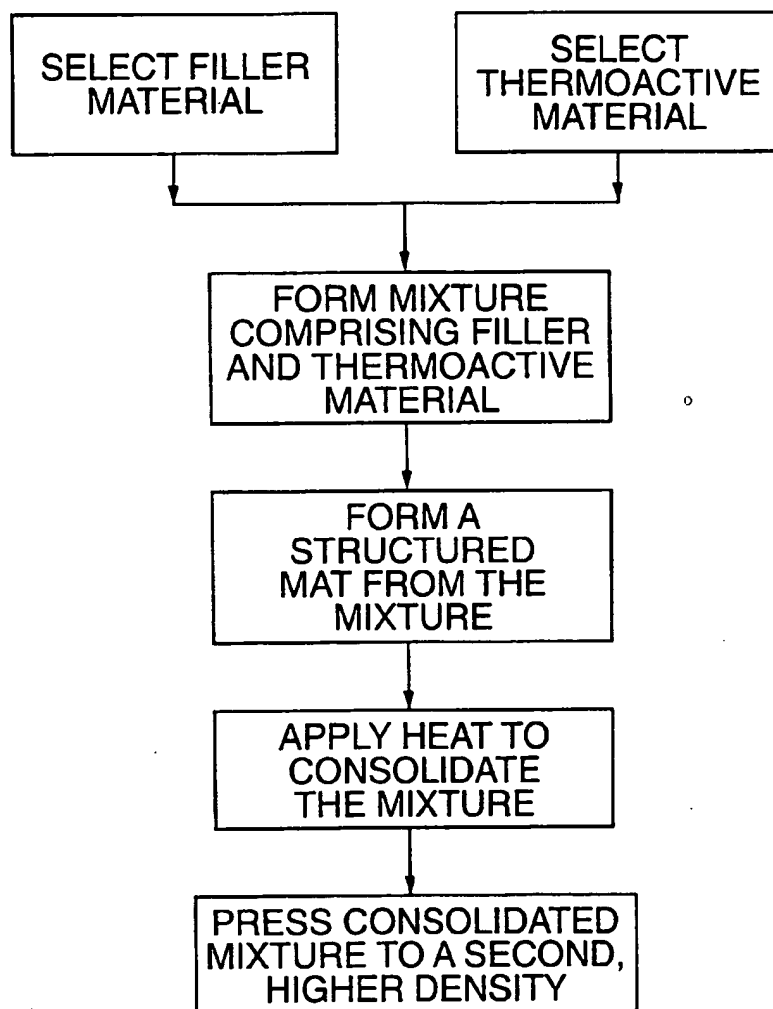 SELECT FILLER
MATERIAL
SELECT
THERMOACTIVE
MATERIAL
FORM MIXTURE
COMPRISING FILLER
AND THERMOACTIVE
MATERIAL
FORM A
STRUCTURED
MAT FROM THE
MIXTURE
APPLY HEAT TO
CONSOLIDATE
THE MIXTURE
PRESS CONSOLIDATED
MIXTURE TO A SECOND,
HIGHER DENSITY